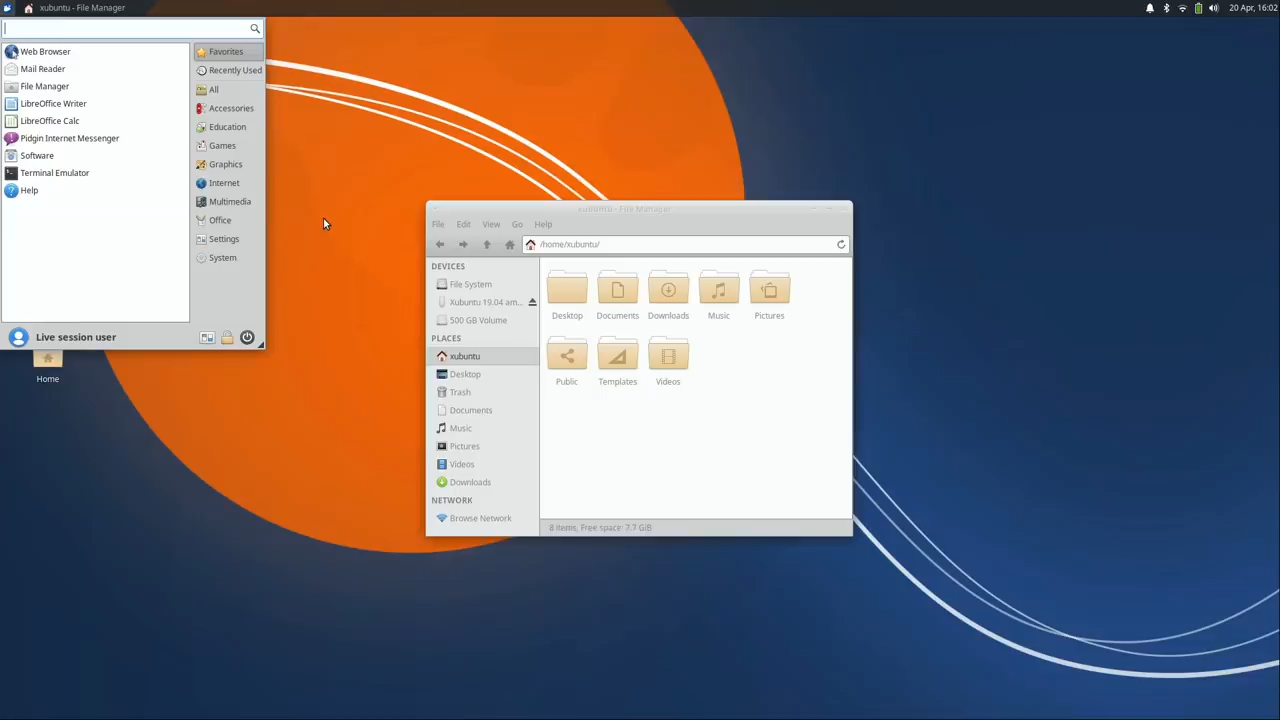 xubuntu - File Manager
20 Apr, 16:02
Web Browser
Mail Reader
File Manager
LibreOffice Writer
LibreOffice Calc
Pidgin Internet Messenger
Software
Terminal Emulator
Help
Favorites
Recently Used
All
Accessories
Education
Games
Graphics
Internet
Multimedia
Office
Settings
System
Live session user
Home
xubuntu - File Manager
File Edit View Go Help
/home/xubuntu/
DEVICES
File System
Xubuntu 19.04 am...
500 GB Volume
PLACES
xubuntu
Desktop
Trash
Documents
Music
Pictures
Videos
Downloads
NETWORK
Browse Network
Desktop Documents Downloads Music Pictures
Public Templates Videos
8 items, Free space: 7.7 GiB